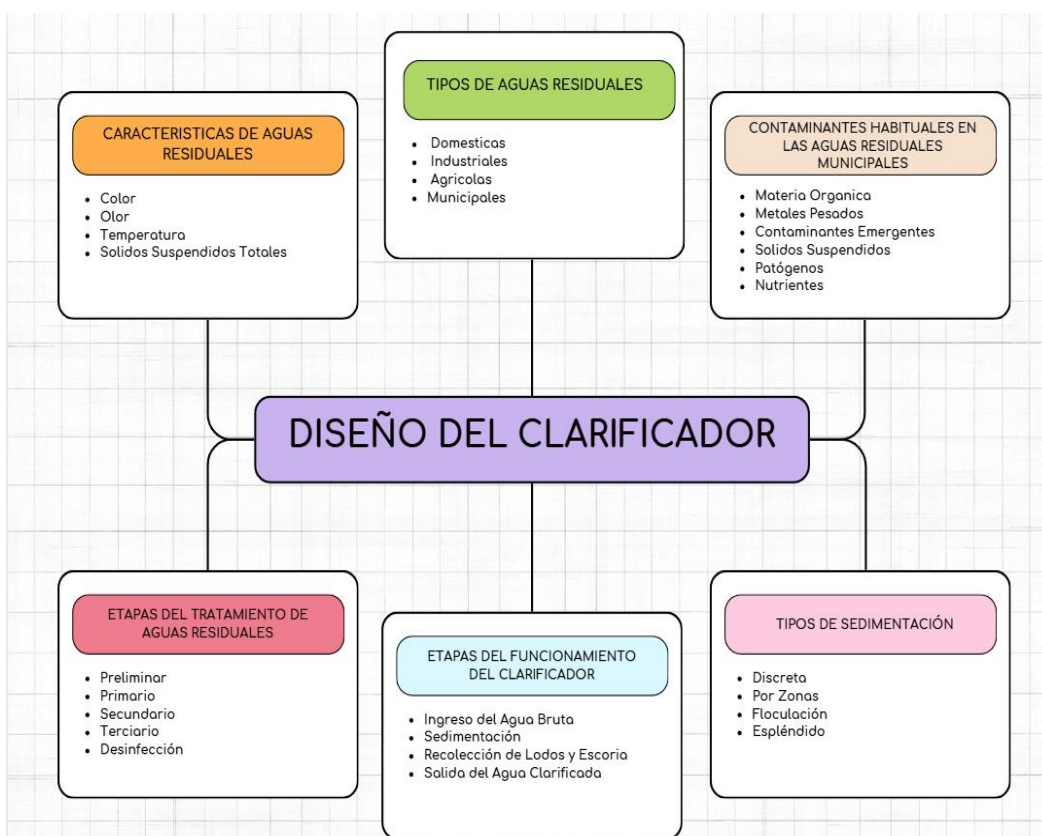 TIPOS DE AGUAS RESIDUALES
• Domesticas
• Industriales
• Agricolas
• Municipales
CARACTERISTICAS DE AGUAS
RESIDUALES
• Color
• Olor
• Temperatura
• Solidos Suspendidos Totales
CONTAMINANTES HABITUALES EN
LAS AGUAS RESIDUALES
MUNICIPALES
• Materia Organica
• Metales Pesados
• Contaminantes Emergentes
• Solidos Suspendidos
• Patógenos
• Nutrientes
DISEÑO DEL CLARIFICADOR
ETAPAS DEL TRATAMIENTO DE
AGUAS RESIDUALES
• Preliminar
• Primario
• Secundario
• Terciario
• Desinfección
ETAPAS DEL FUNCIONAMIENTO
DEL CLARIFICADOR
• Ingreso del Agua Bruta
• Sedimentación
• Recolección de Lodos y Escoria
• Salida del Agua Clarificada
TIPOS DE SEDIMENTACIÓN
• Discreta
• Por Zonas
• Floculación
• Espléndido